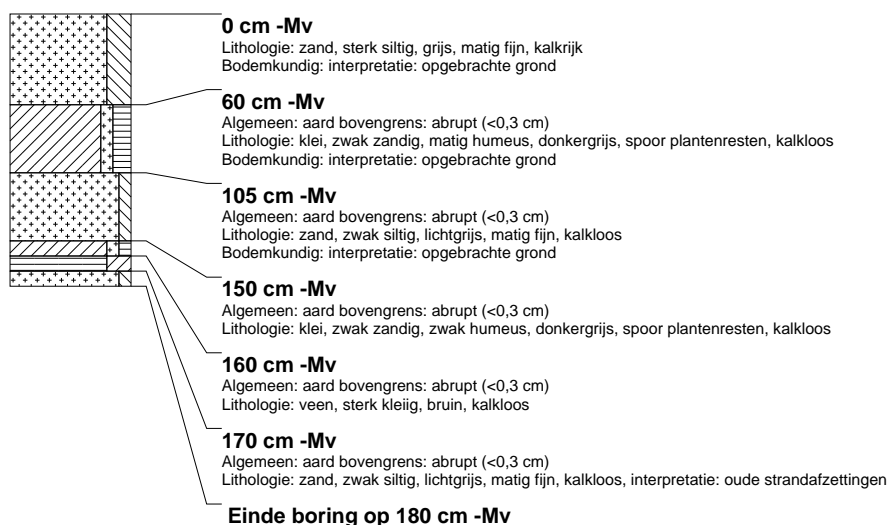 0 cm -Mv
Lithologie: zand, sterk siltig, grijs, matig fijn, kalkrijk
Bodemkundig: interpretatie: opgebrachte grond
60 cm -Mv
Algemeen: aard bovengrens: abrupt (<0,3 cm)
Lithologie: klei, zwak zandig, matig humeus, donkergrijs, spoor plantenresten, kalkloos
Bodemkundig: interpretatie: opgebrachte grond
105 cm -Mv
Algemeen: aard bovengrens: abrupt (<0,3 cm)
Lithologie: zand, zwak siltig, lichtgrijs, matig fijn, kalkloos
Bodemkundig: interpretatie: opgebrachte grond
150 cm -Mv
Algemeen: aard bovengrens: abrupt (<0,3 cm)
Lithologie: klei, zwak zandig, zwak humeus, donkergrijs, spoor plantenresten, kalkloos
160 cm -Mv
Algemeen: aard bovengrens: abrupt (<0,3 cm)
Lithologie: veen, sterk kleiig, bruin, kalkloos
170 cm -Mv
Algemeen: aard bovengrens: abrupt (<0,3 cm)
Lithologie: zand, zwak siltig, lichtgrijs, matig fijn, kalkloos, interpretatie: oude strandafzettingen
Einde boring op 180 cm -Mv